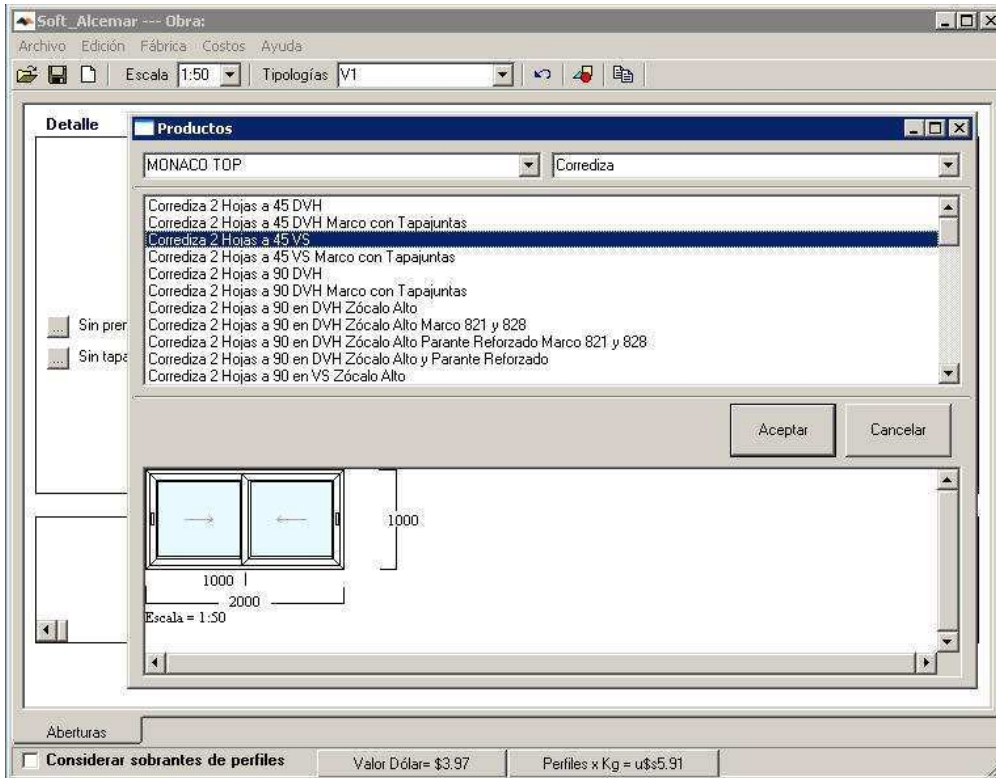 Soft_Alcemar --- Obra:
Archivo Edición Fábrica Costos Ayuda
Escala 1:50 Tipologías V1
Detalle
Productos
MONACO TOP Corrediza
Corrediza 2 Hojas a 45 DVH
Corrediza 2 Hojas a 45 DVH Marco con Tapajuntas
Corrediza 2 Hojas a 45 VS
Corrediza 2 Hojas a 45 VS Marco con Tapajuntas
Corrediza 2 Hojas a 90 DVH
Corrediza 2 Hojas a 90 DVH Marco con Tapajuntas
Corrediza 2 Hojas a 90 en DVH Zócalo Alto
Corrediza 2 Hojas a 90 en DVH Zócalo Alto Marco 821 y 828
Corrediza 2 Hojas a 90 en DVH Zócalo Alto Parante Reforzado Marco 821 y 828
Corrediza 2 Hojas a 90 en DVH Zócalo Alto y Parante Reforzado
Corrediza 2 Hojas a 90 en VS Zócalo Alto
... Sin prem
... Sin tapa
Aceptar Cancelar
1000
1000
2000
Escala = 1:50
Aberturas
Considerar sobrantes de perfiles Valor Dólar= $3.97 Perfiles x Kg = u$s5.91